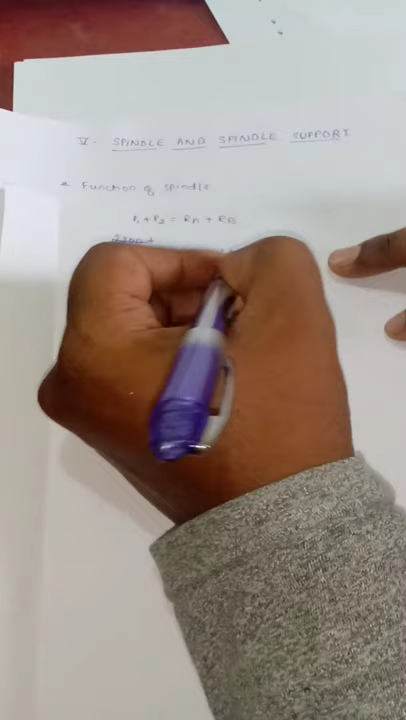 V. SPINDLE AND SPINDLE SUPPORT
* Function of spindle
P₁ + P₂ = RA + RB